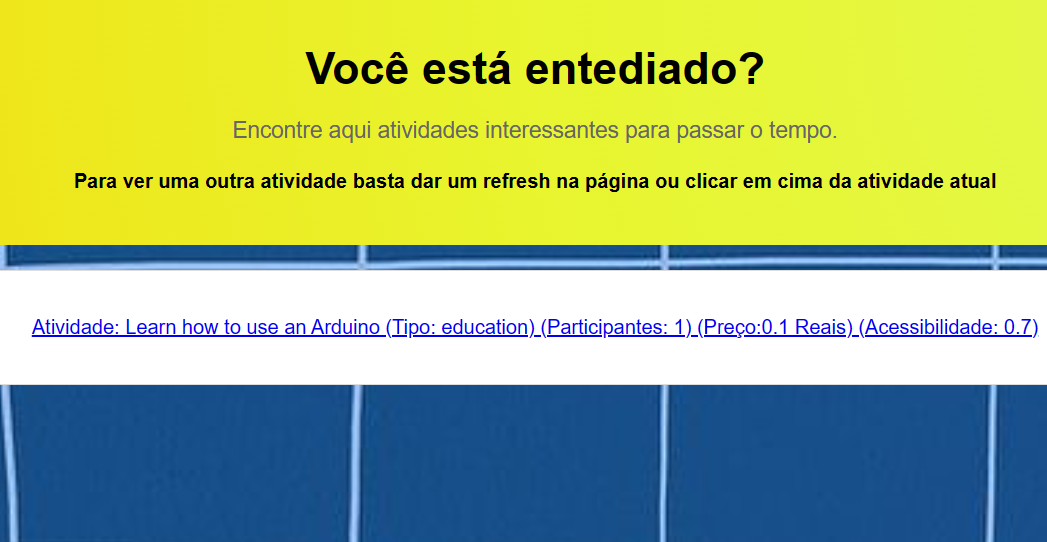 Você está entediado?
Encontre aqui atividades interessantes para passar o tempo.
Para ver uma outra atividade basta dar um refresh na página ou clicar em cima da atividade atual
Atividade: Learn how to use an Arduino (Tipo: education) (Participantes: 1) (Preço:0.1 Reais) (Acessibilidade: 0.7)